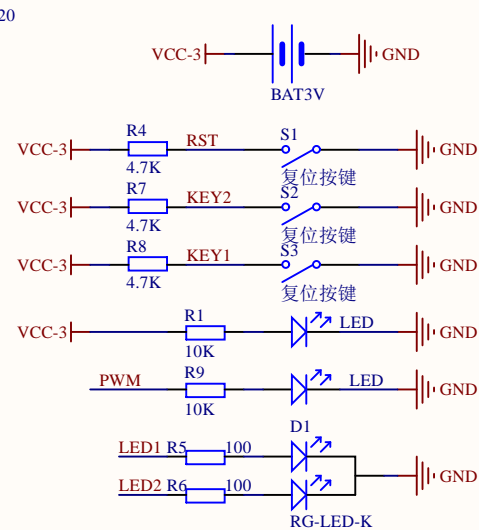 20
VCC-3 GND
BAT3V
R4 RST S1
VCC-3 GND
4.7K 复位按键
R7 KEY2 S2
VCC-3 GND
4.7K 复位按键
R8 KEY1 S3
VCC-3 GND
4.7K 复位按键
R1 LED
VCC-3 GND
10K
PWM R9 LED
GND
10K
D1
LED1 R5 100
GND
LED2 R6 100
RG-LED-K